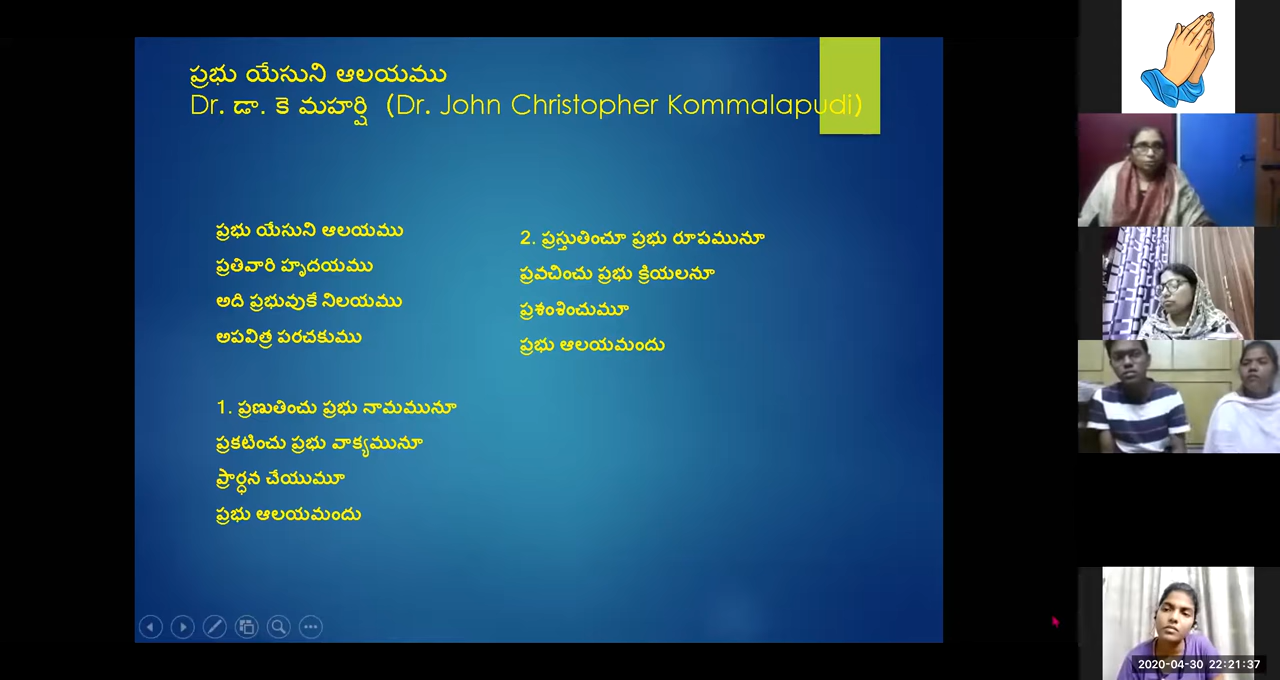 ప్రభు యేసుని ఆలయము
Dr. డా. కె మహర్షి (Dr. John Christopher Kommalapudi)
ప్రభు యేసుని ఆలయము
ప్రతివారి హృదయము
అది ప్రభువుకే నిలయము
అపవిత్ర పరచకుము
1. ప్రణుతించు ప్రభు నామమునూ
ప్రకటించు ప్రభు వాక్యమునూ
ప్రార్ధన చేయుమూ
ప్రభు ఆలయమందు
2. ప్రస్తుతించూ ప్రభు రూపమునూ
ప్రవచించు ప్రభు క్రియలనూ
ప్రశంశించుమూ
ప్రభు ఆలయమందు
2020-04-30 22:21:37